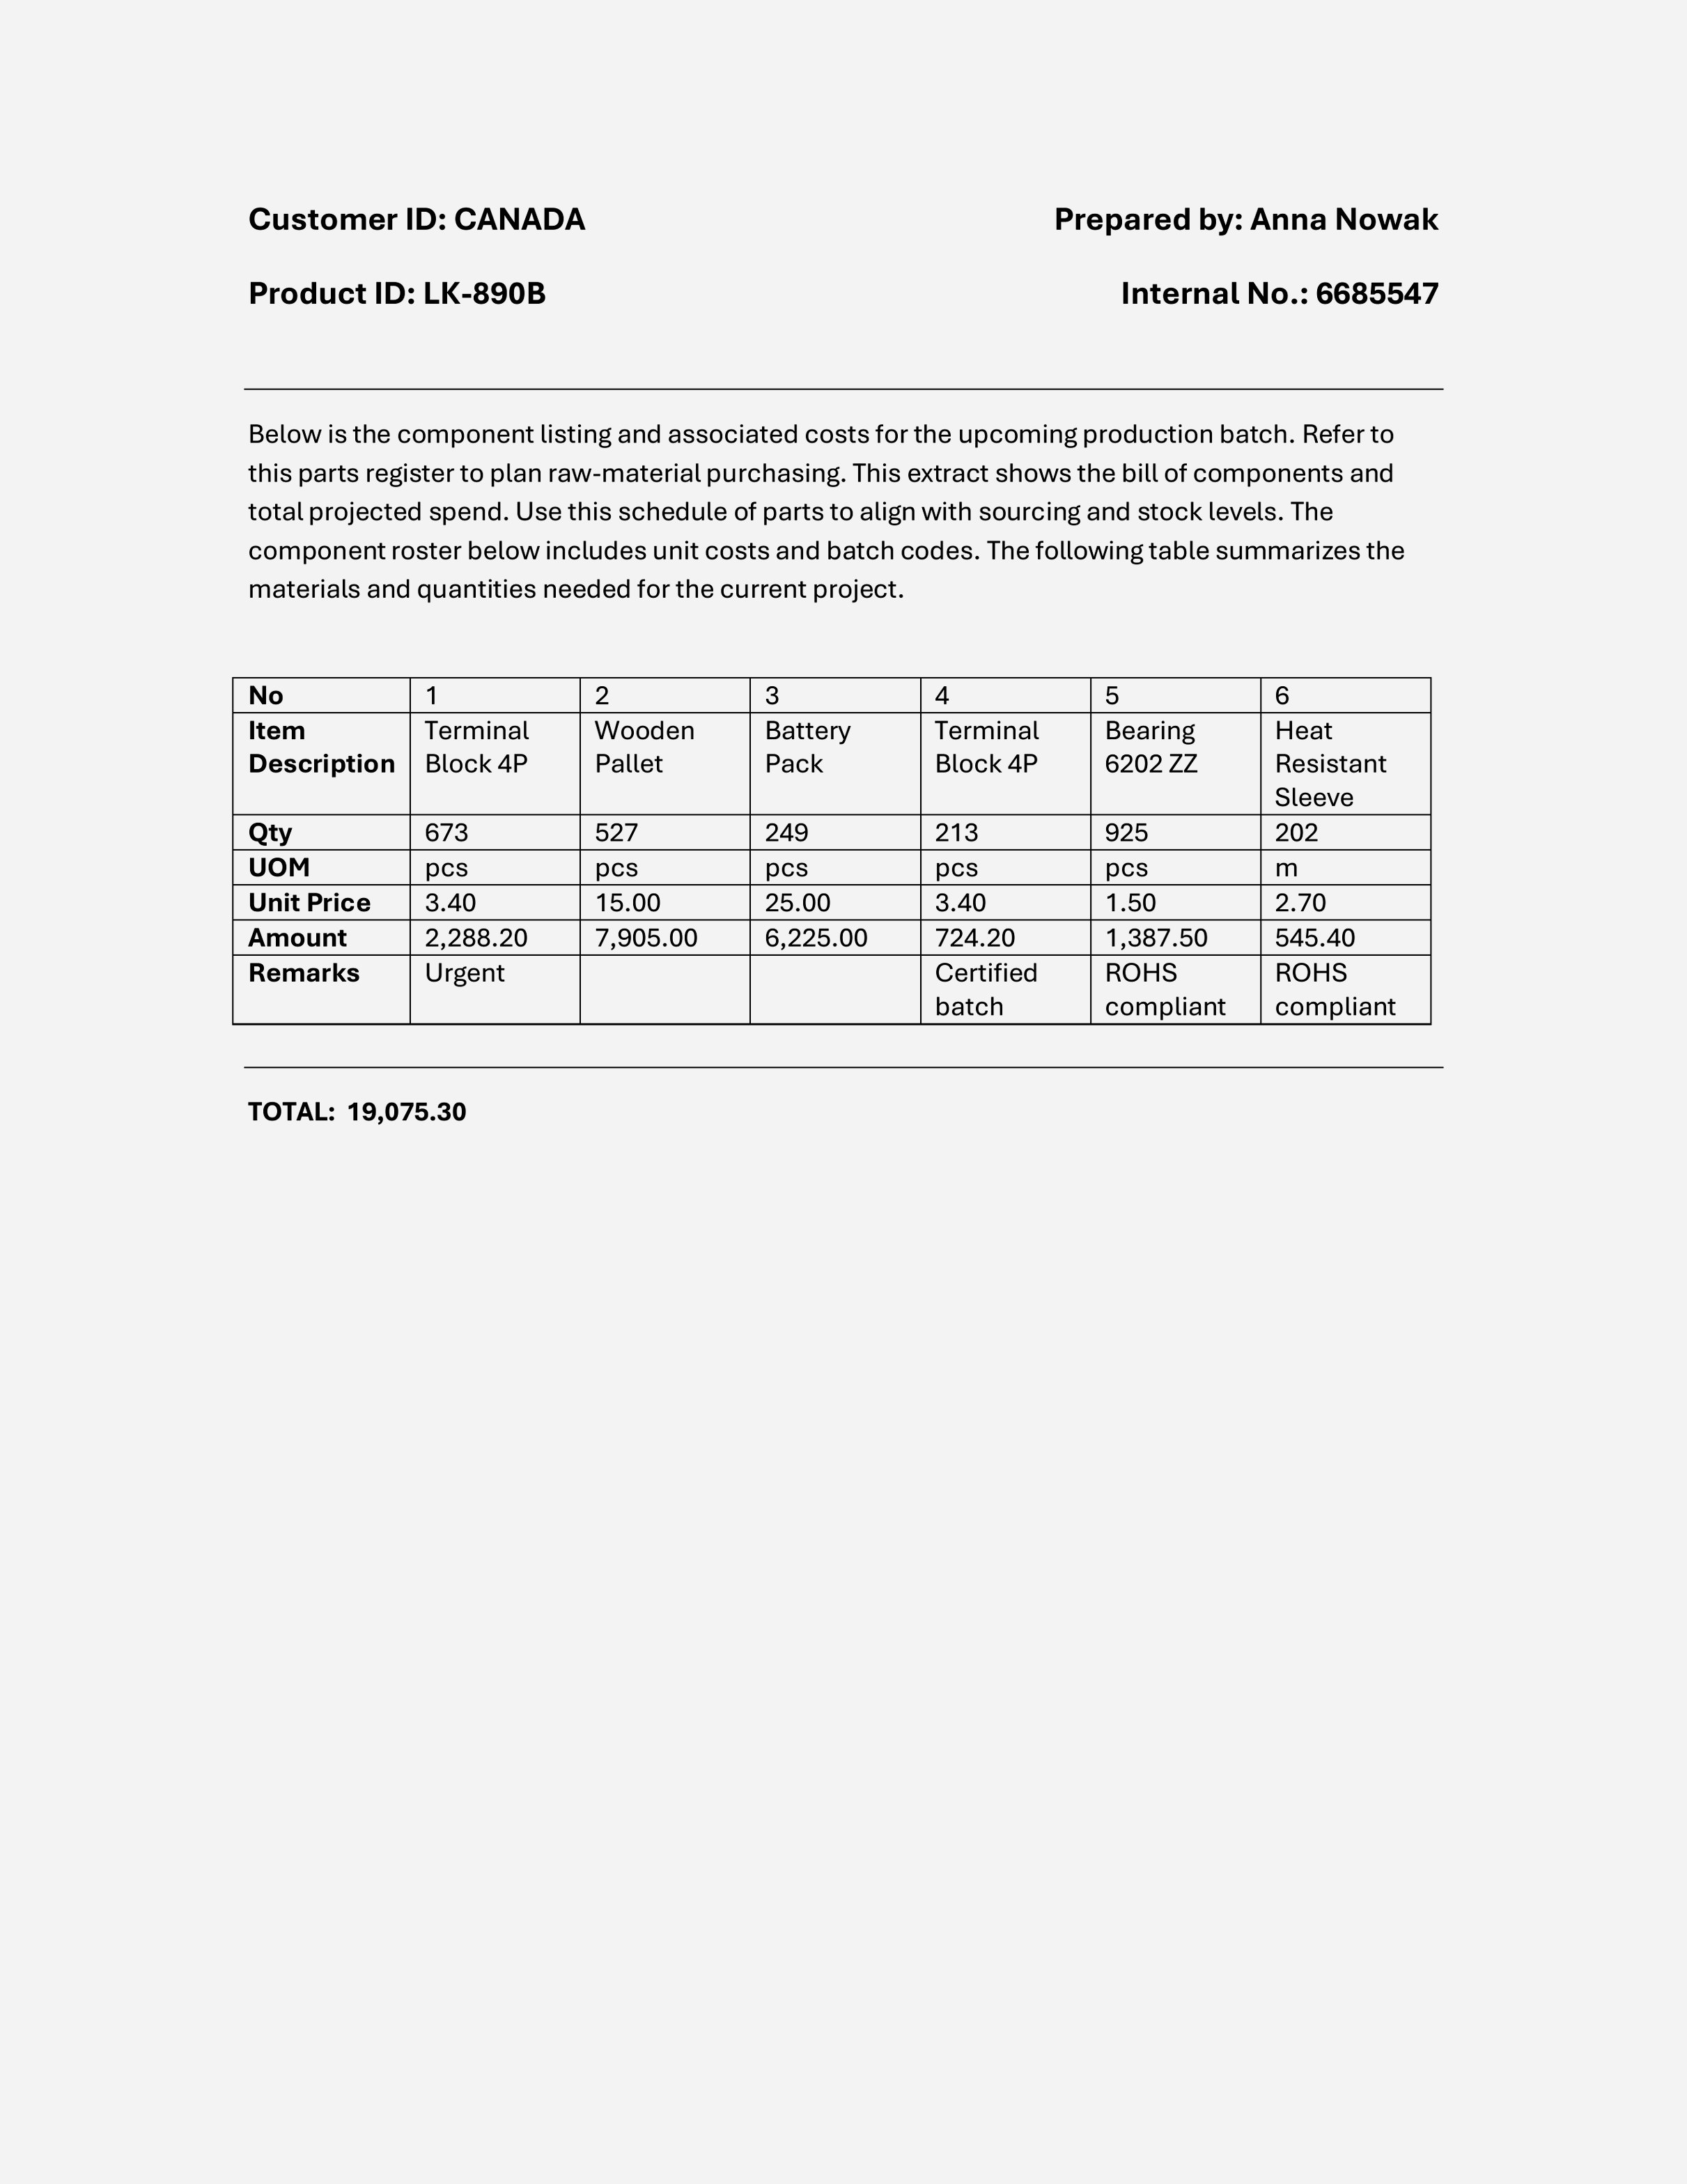 Customer ID: CANADA Prepared by: Anna Nowak
Product ID: LK-890B Internal No.: 6685547
Below is the component listing and associated costs for the upcoming production batch. Refer to
this parts register to plan raw-material purchasing. This extract shows the bill of components and
total projected spend. Use this schedule of parts to align with sourcing and stock levels. The
component roster below includes unit costs and batch codes. The following table summarizes the
materials and quantities needed for the current project.
No 1 2 3 4 5 6
Item Terminal Wooden Battery Terminal Bearing Heat
Description Block 4P Pallet Pack Block 4P 6202 ZZ Resistant
Sleeve
Qty 673 527 249 213 925 202
UOM pcs pcs pcs pcs pcs m
Unit Price 3.40 15.00 25.00 3.40 1.50 2.70
Amount 2,288.20 7,905.00 6,225.00 724.20 1,387.50 545.40
Remarks Urgent Certified ROHS ROHS
batch compliant compliant
TOTAL: 19,075.30